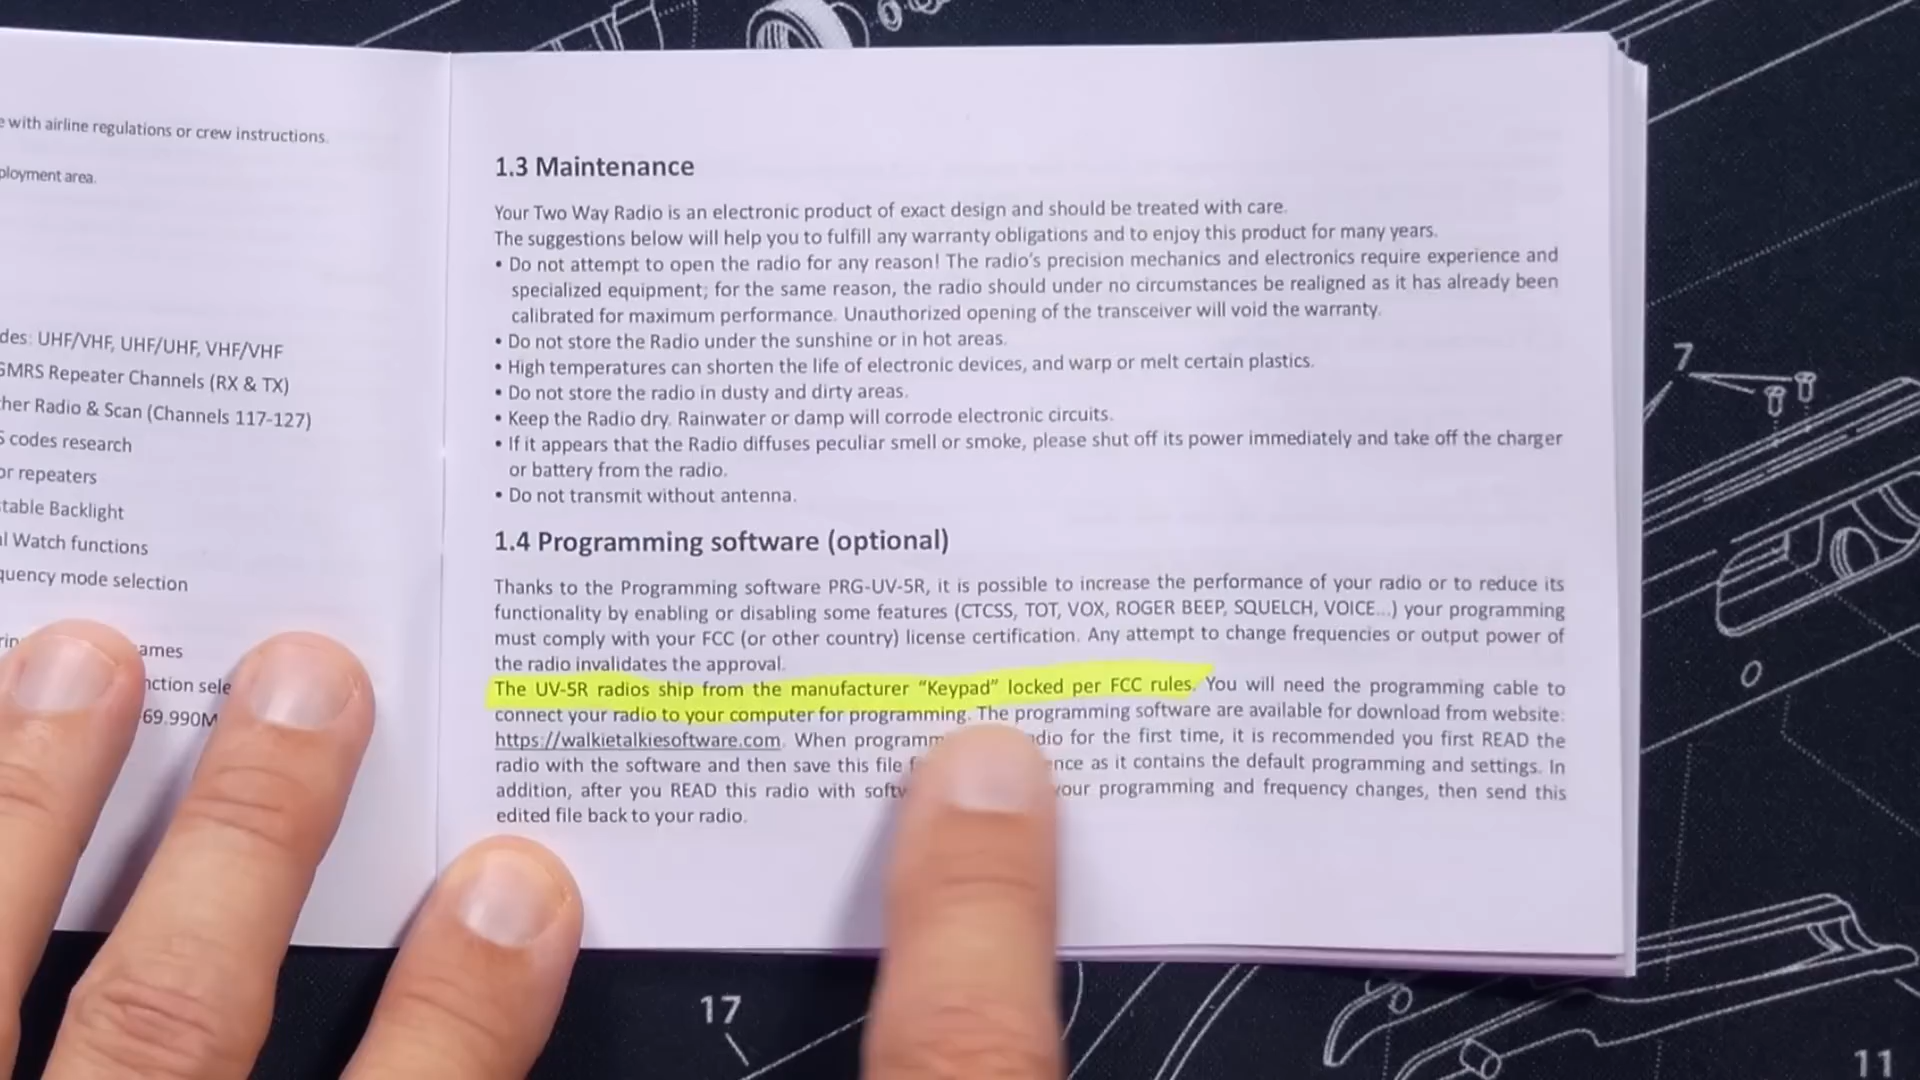 with airline regulations or crew instructions.
ployment area.
des: UHF/VHF, UHF/UHF, VHF/VHF
GMRS Repeater Channels (RX & TX)
her Radio & Scan (Channels 117-127)
S codes research
or repeaters
table Backlight
l Watch functions
quency mode selection
ames
nction sele
69.990M
1.3 Maintenance
Your Two Way Radio is an electronic product of exact design and should be treated with care.
The suggestions below will help you to fulfill any warranty obligations and to enjoy this product for many years.
• Do not attempt to open the radio for any reason! The radio's precision mechanics and electronics require experience and
specialized equipment; for the same reason, the radio should under no circumstances be realigned as it has already been
calibrated for maximum performance. Unauthorized opening of the transceiver will void the warranty.
• Do not store the Radio under the sunshine or in hot areas.
• High temperatures can shorten the life of electronic devices, and warp or melt certain plastics.
• Do not store the radio in dusty and dirty areas.
• Keep the Radio dry. Rainwater or damp will corrode electronic circuits.
• If it appears that the Radio diffuses peculiar smell or smoke, please shut off its power immediately and take off the charger
or battery from the radio.
• Do not transmit without antenna.
1.4 Programming software (optional)
Thanks to the Programming software PRG-UV-5R, it is possible to increase the performance of your radio or to reduce its
functionality by enabling or disabling some features (CTCSS, TOT, VOX, ROGER BEEP, SQUELCH, VOICE...) your programming
must comply with your FCC (or other country) license certification. Any attempt to change frequencies or output power of
the radio invalidates the approval.
The UV-5R radios ship from the manufacturer “Keypad” locked per FCC rules. You will need the programming cable to
connect your radio to your computer for programming. The programming software are available for download from website:
https://walkietalkiesoftware.com. When programm dio for the first time, it is recommended you first READ the
radio with the software and then save this file f nce as it contains the default programming and settings. In
addition, after you READ this radio with softw our programming and frequency changes, then send this
edited file back to your radio.
7
0
17
11